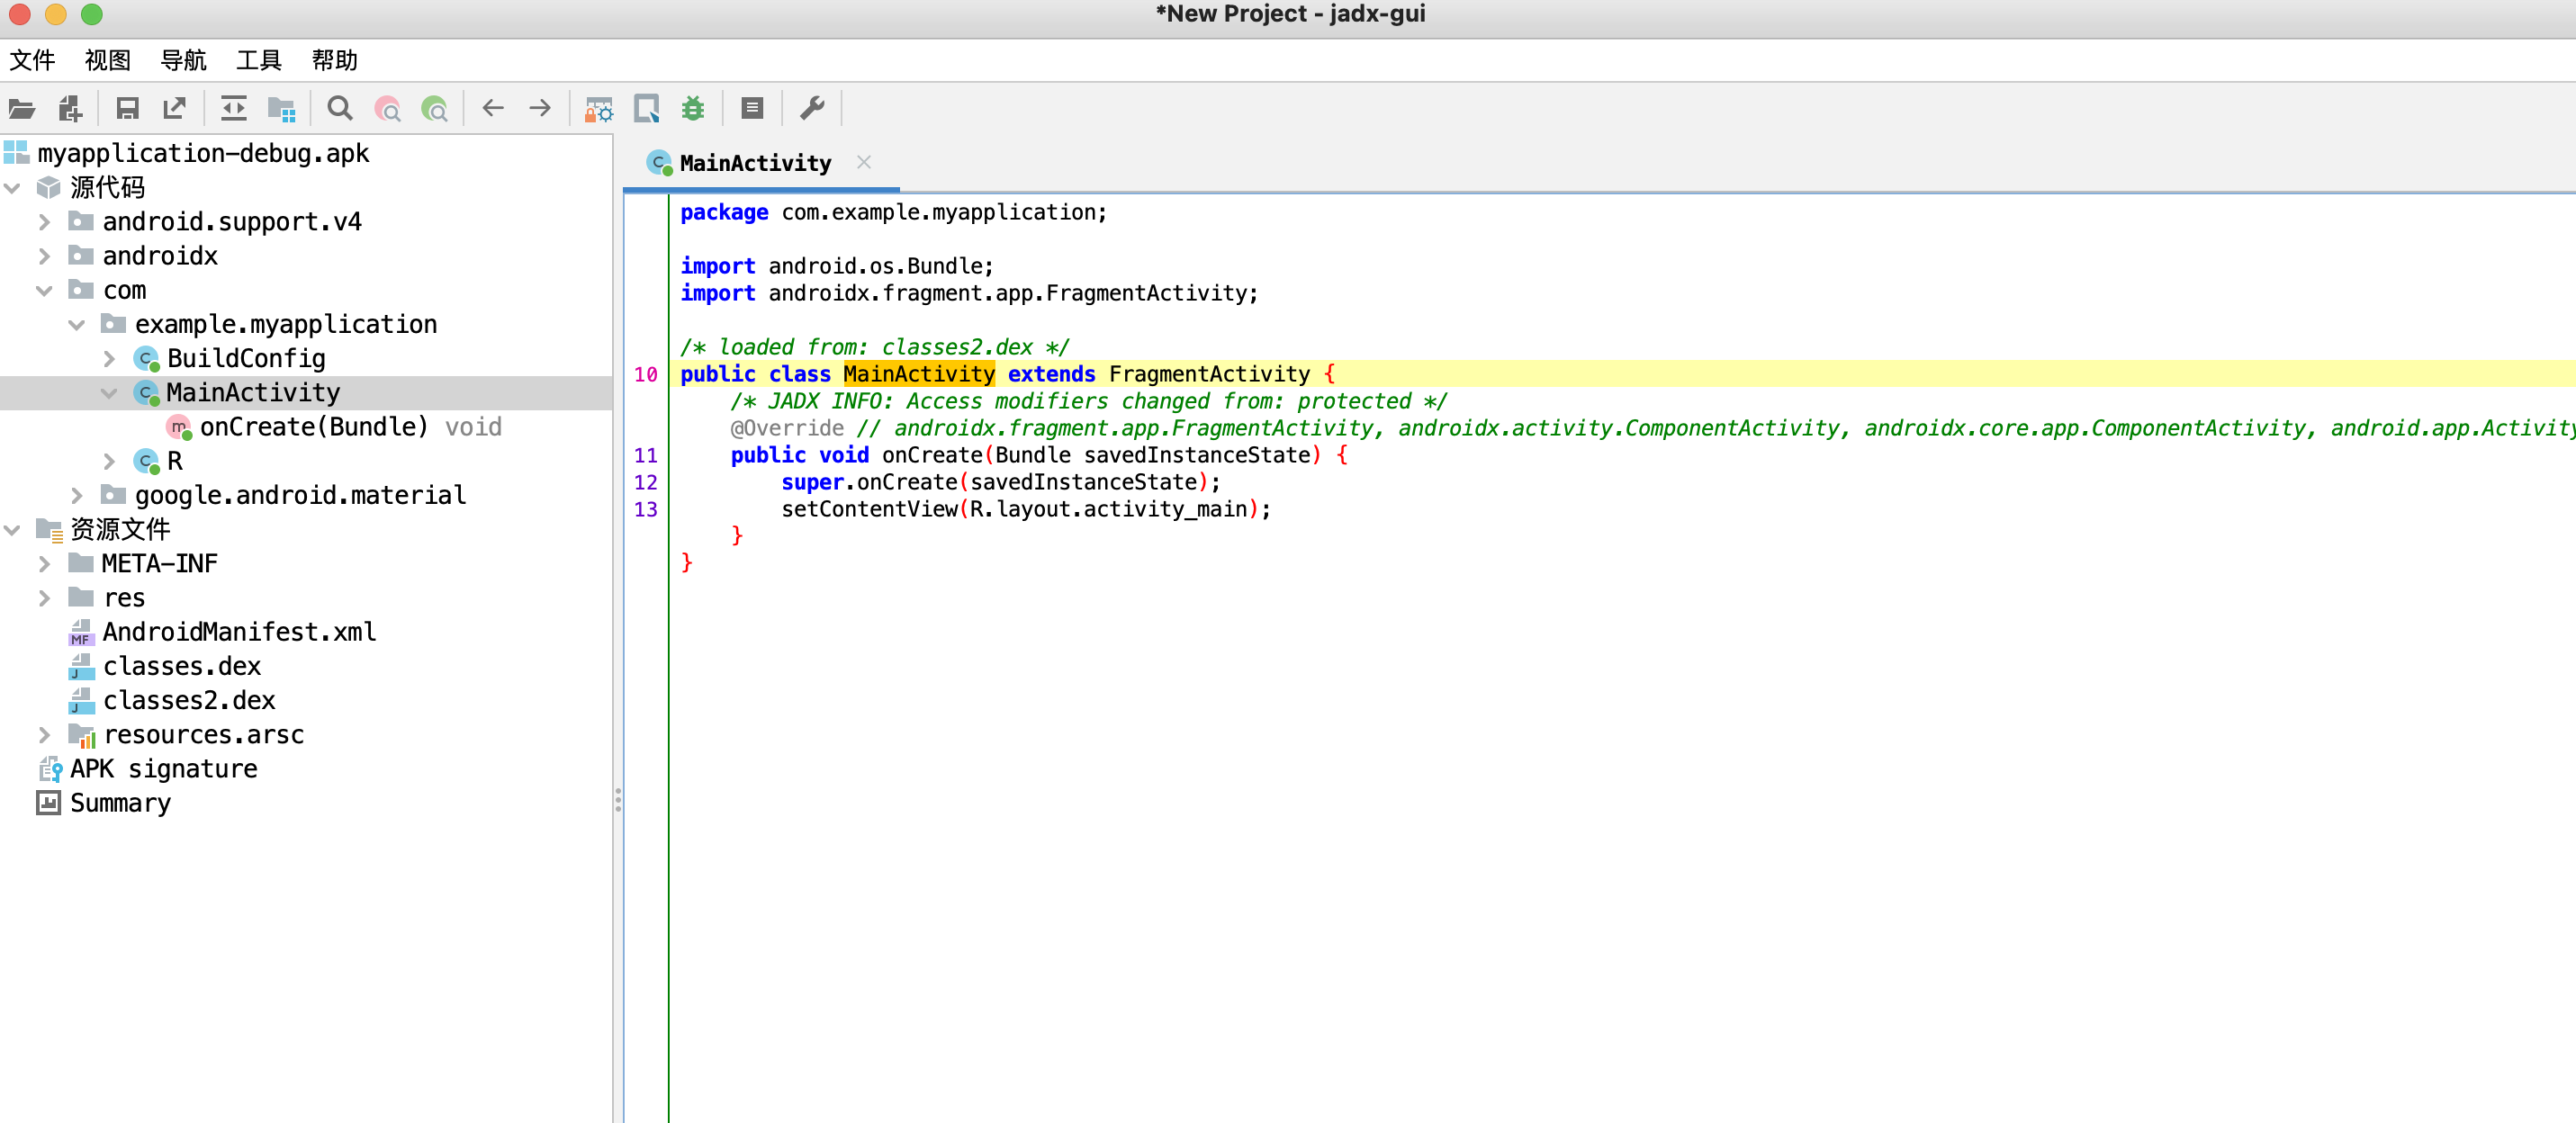 *New Project - jadx-gui
文件 视图 导航 工具 帮助
myapplication-debug.apk
源代码
android.support.v4
androidx
com
example.myapplication
BuildConfig
MainActivity
onCreate(Bundle) void
R
google.android.material
资源文件
META-INF
res
AndroidManifest.xml
classes.dex
classes2.dex
resources.arsc
APK signature
Summary
MainActivity
package com.example.myapplication;
import android.os.Bundle;
import androidx.fragment.app.FragmentActivity;
/* loaded from: classes2.dex */
10 public class MainActivity extends FragmentActivity {
/* JADX INFO: Access modifiers changed from: protected */
@Override // androidx.fragment.app.FragmentActivity, androidx.activity.ComponentActivity, androidx.core.app.ComponentActivity, android.app.Activity
11 public void onCreate(Bundle savedInstanceState) {
12 super.onCreate(savedInstanceState);
13 setContentView(R.layout.activity_main);
}
}